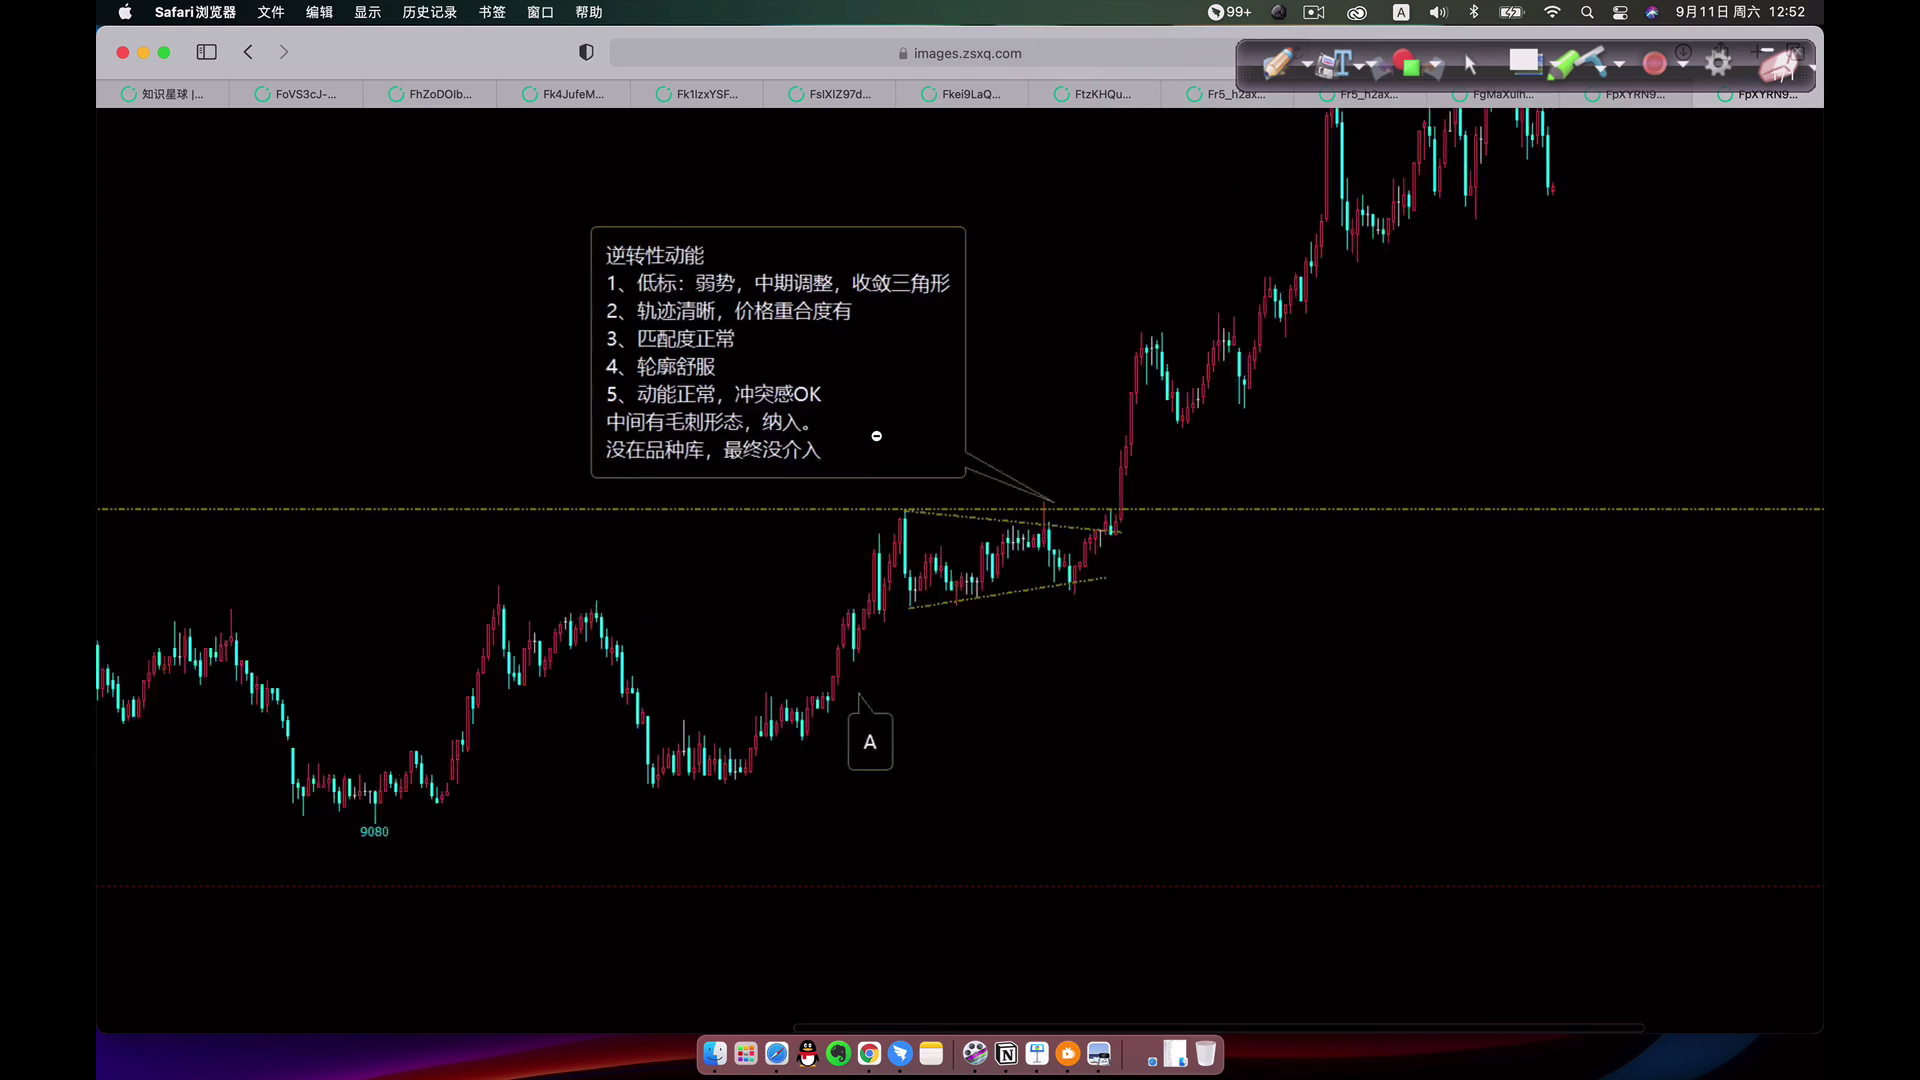 Safari浏览器 文件 编辑 显示 历史记录 书签 窗口 帮助 99+ A 9月11日 周六 12:52
images.zsxq.com
知识星球 |... FoVS3cJ-... FhZoDOIb... Fk4JufeM... Fk1IzxYSF... FsIXIZ97d... Fkei9LaQ... FtzKHQu... Fr5_h2ax... Fr5_h2ax... FgMaXuih... FpXYRN9... FpXYRN9...
1/1
逆转性动能
1、低标：弱势，中期调整，收敛三角形
2、轨迹清晰，价格重合度有
3、匹配度正常
4、轮廓舒服
5、动能正常，冲突感OK
中间有毛刺形态，纳入。
没在品种库，最终没介入
A
9080